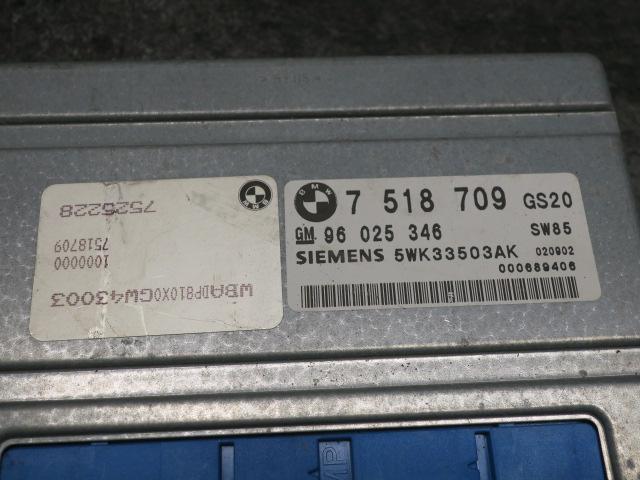 7525228
7518709
1000000
WBADP810X0GW43003
BMW 7 518 709 GS20
GM 96 025 346 SW85
SIEMENS 5WK33503AK 020902
000689406